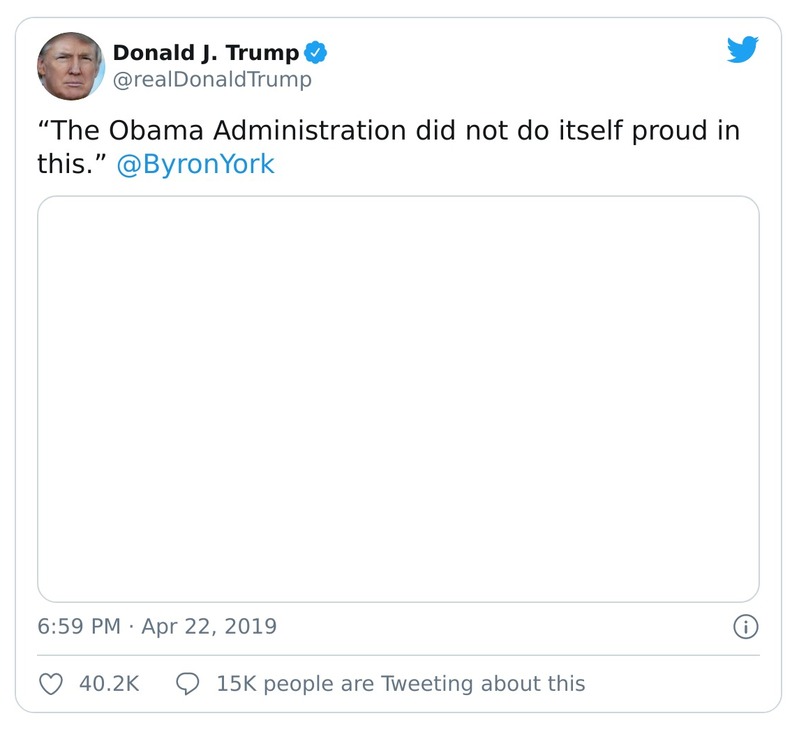 Donald J. Trump
@realDonaldTrump
“The Obama Administration did not do itself proud in
this.” @ByronYork
6:59 PM · Apr 22, 2019
40.2K 15K people are Tweeting about this